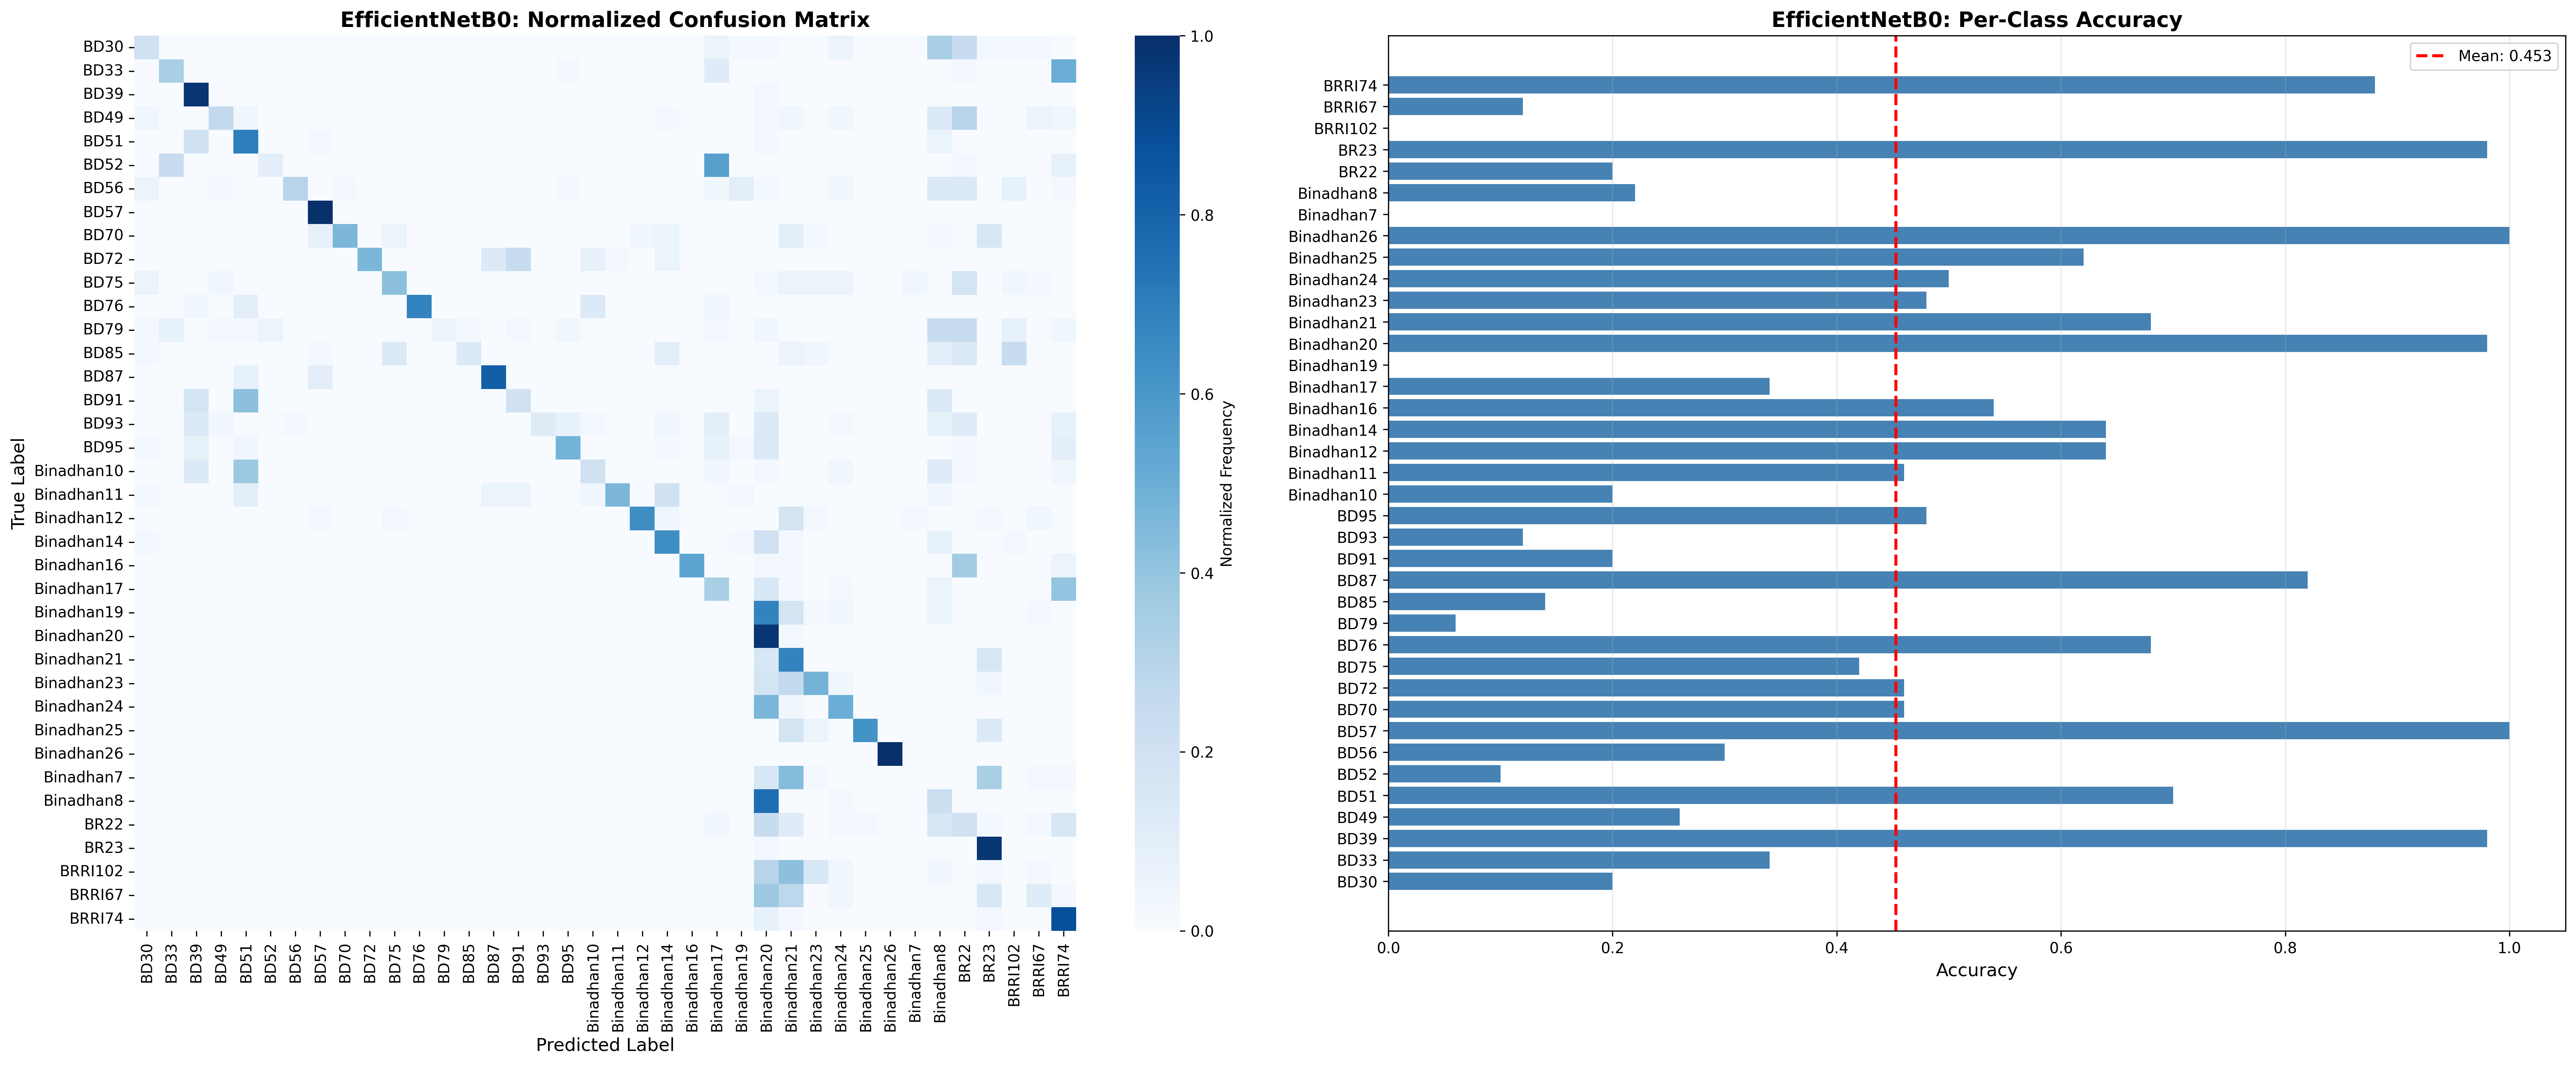 EfficientNetB0: Normalized Confusion Matrix
True Label
BD30
BD33
BD39
BD49
BD51
BD52
BD56
BD57
BD70
BD72
BD75
BD76
BD79
BD85
BD87
BD91
BD93
BD95
Binadhan10
Binadhan11
Binadhan12
Binadhan14
Binadhan16
Binadhan17
Binadhan19
Binadhan20
Binadhan21
Binadhan23
Binadhan24
Binadhan25
Binadhan26
Binadhan7
Binadhan8
BR22
BR23
BRRI102
BRRI67
BRRI74
BD30
BD33
BD39
BD49
BD51
BD52
BD56
BD57
BD70
BD72
BD75
BD76
BD79
BD85
BD87
BD91
BD93
BD95
Binadhan10
Binadhan11
Binadhan12
Binadhan14
Binadhan16
Binadhan17
Binadhan19
Binadhan20
Binadhan21
Binadhan23
Binadhan24
Binadhan25
Binadhan26
Binadhan7
Binadhan8
BR22
BR23
BRRI102
BRRI67
BRRI74
Predicted Label
1.0
0.8
0.6
0.4
0.2
0.0
Normalized Frequency
EfficientNetB0: Per-Class Accuracy
Mean: 0.453
BRRI74
BRRI67
BRRI102
BR23
BR22
Binadhan8
Binadhan7
Binadhan26
Binadhan25
Binadhan24
Binadhan23
Binadhan21
Binadhan20
Binadhan19
Binadhan17
Binadhan16
Binadhan14
Binadhan12
Binadhan11
Binadhan10
BD95
BD93
BD91
BD87
BD85
BD79
BD76
BD75
BD72
BD70
BD57
BD56
BD52
BD51
BD49
BD39
BD33
BD30
0.0 0.2 0.4 0.6 0.8 1.0
Accuracy